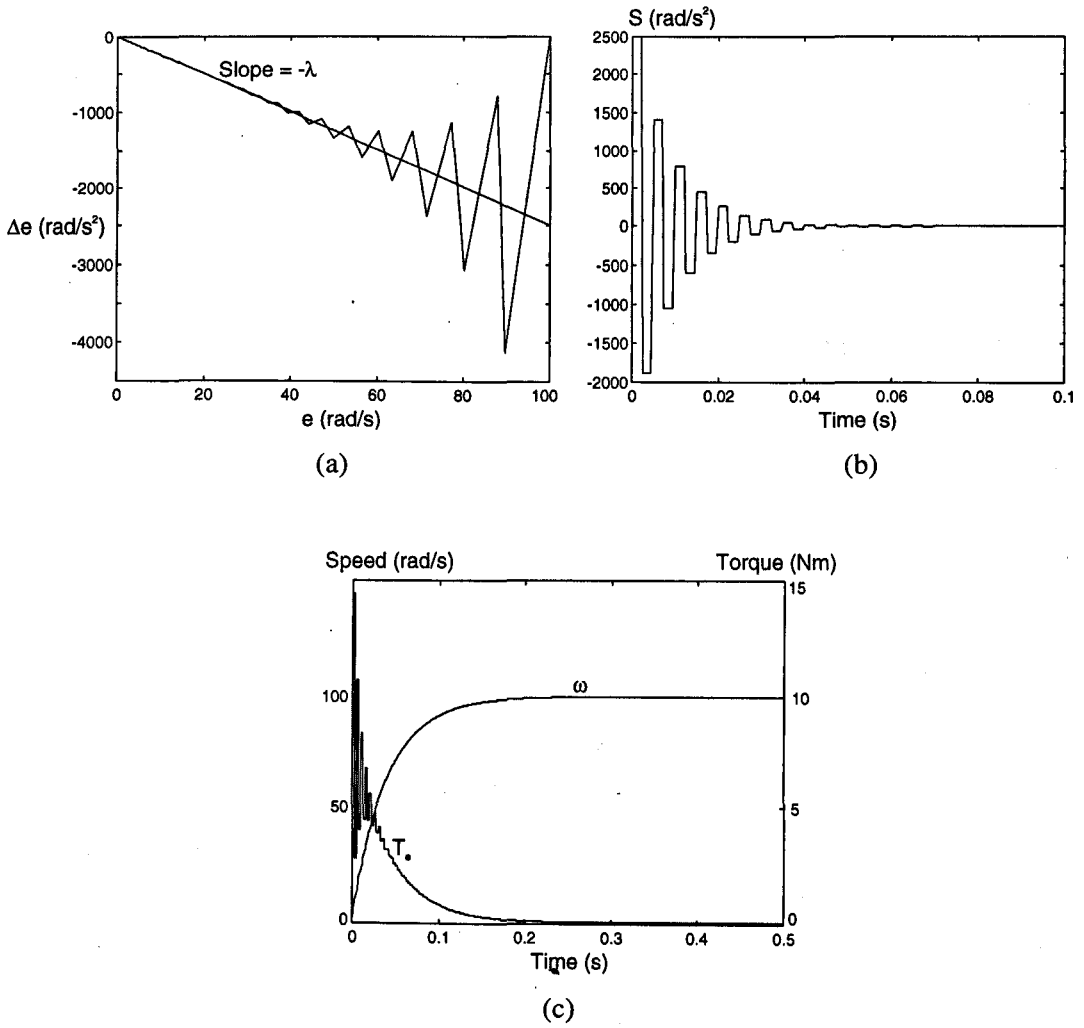 S (rad/s²)
0
-1000
-2000
Δe (rad/s²)
-3000
-4000
Slope = -λ
0 20 40 60 80 100
e (rad/s)
(a)
2500
2000
1500
1000
500
0
-500
-1000
-1500
-2000
0 0.02 0.04 0.06 0.08 0.1
Time (s)
(b)
Speed (rad/s)
Torque (Nm)
100
50
0
15
10
5
0
ω
Te
0 0.1 0.2 0.3 0.4 0.5
Time (s)
(c)